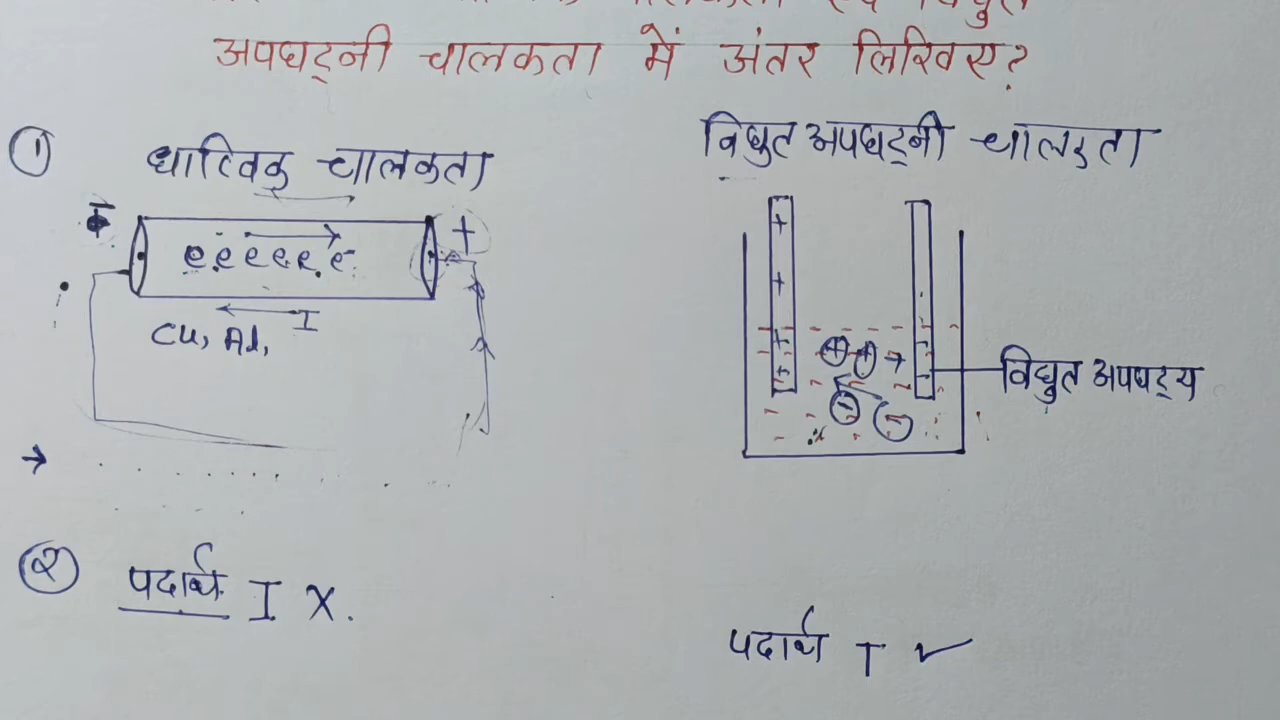 अपघट्नी चालकता में अंतर लिखिए?
① धात्विक चालकता
विधुत अपघट्नी चालकता
- +
e e e e e e⁻
I
Cu, Al,
+
+
+ -
+ + + → -
- -
विधुत अपघट्य
→ . . . . . . . . .
② पदार्थ I X.
पदार्थ I ✓